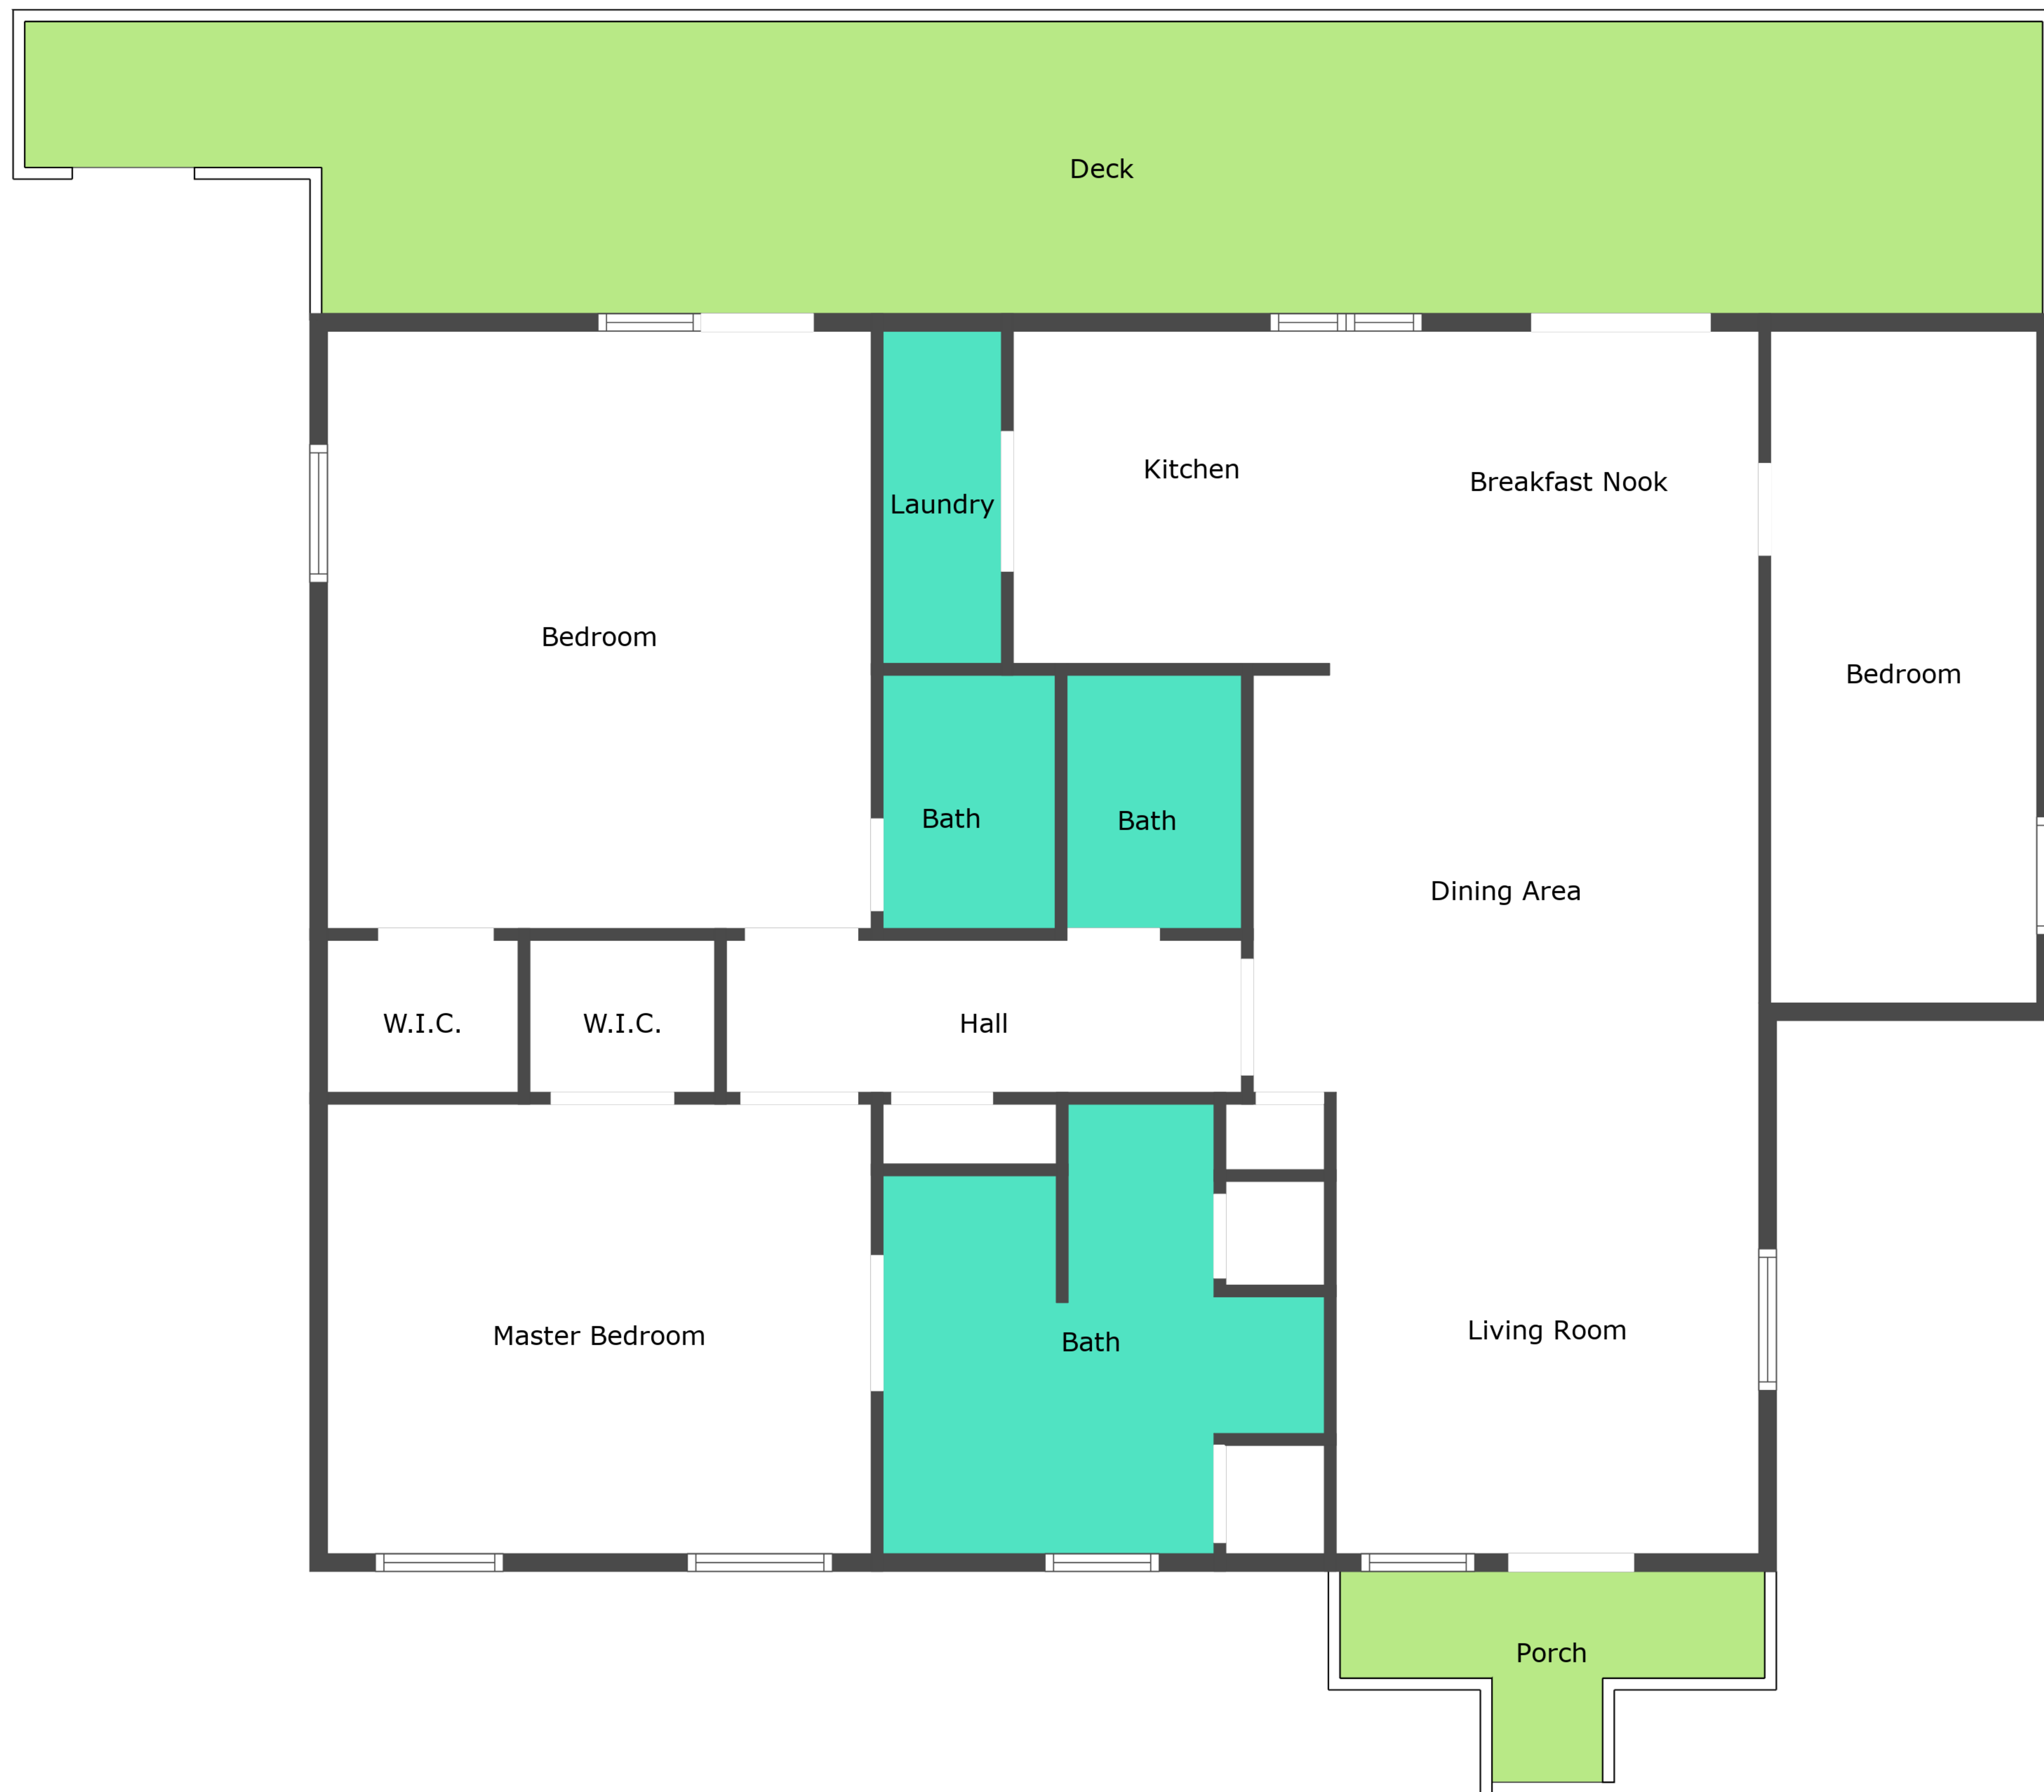 Deck
Kitchen
Breakfast Nook
Laundry
Bedroom
Bedroom
Bath
Bath
Dining Area
W.I.C.
W.I.C.
Hall
Master Bedroom
Bath
Living Room
Porch